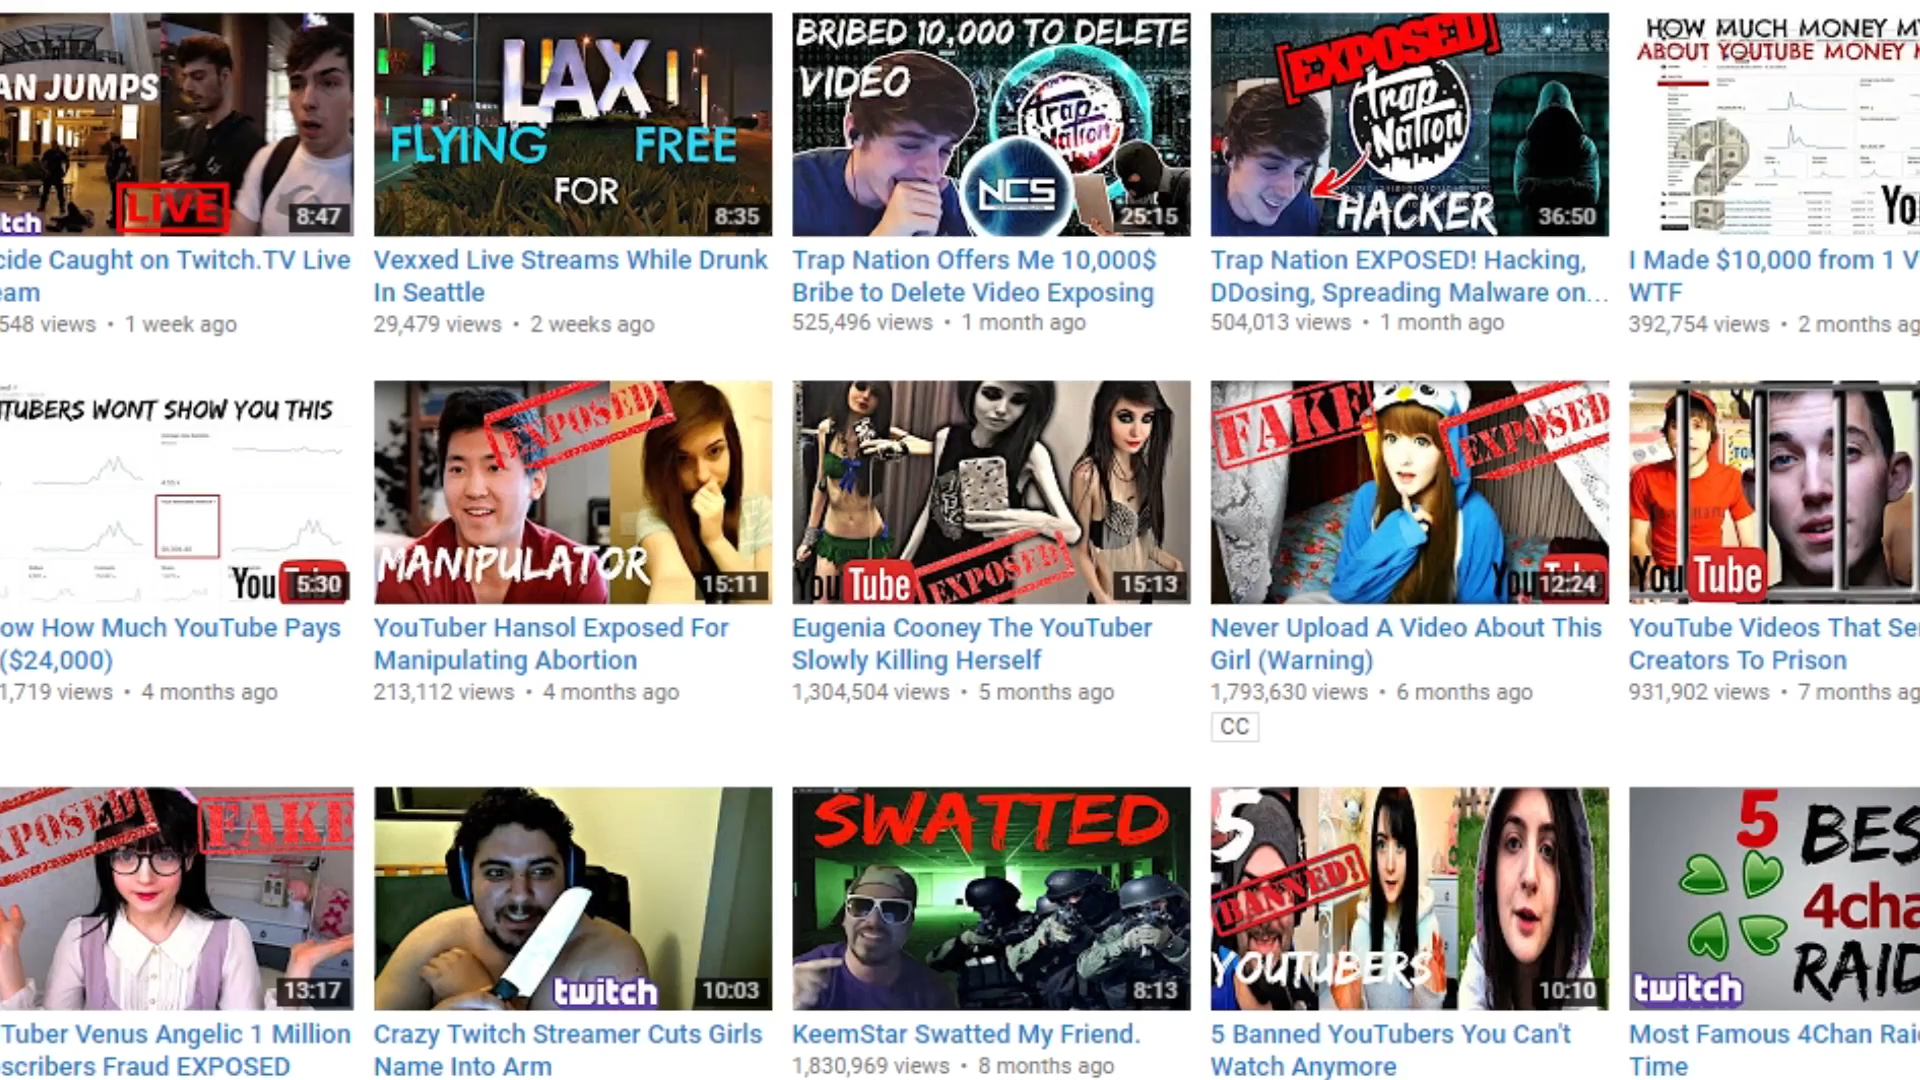 AN JUMPS
LIVE
tch
8:47
cide Caught on Twitch.TV Live
eam
548 views • 1 week ago
LAX
FLYING FREE
FOR
8:35
Vexxed Live Streams While Drunk
In Seattle
29,479 views • 2 weeks ago
BRIBED 10,000 TO DELETE
VIDEO
Trap
Nation
NCS
25:15
Trap Nation Offers Me 10,000$
Bribe to Delete Video Exposing
525,496 views • 1 month ago
EXPOSED
Trap
Nation
HACKER
36:50
Trap Nation EXPOSED! Hacking,
DDosing, Spreading Malware on...
504,013 views • 1 month ago
HOW MUCH MONEY MY
ABOUT YOUTUBE MONEY
Yo
I Made $10,000 from 1 V
WTF
392,754 views • 2 months ag
TUBERS WONT SHOW YOU THIS
You Tube
5:30
ow How Much YouTube Pays
($24,000)
1,719 views • 4 months ago
EXPOSED
MANIPULATOR
15:11
YouTuber Hansol Exposed For
Manipulating Abortion
213,112 views • 4 months ago
You Tube
EXPOSED
15:13
Eugenia Cooney The YouTuber
Slowly Killing Herself
1,304,504 views • 5 months ago
FAKE
EXPOSED
You Tube
12:24
Never Upload A Video About This
Girl (Warning)
1,793,630 views • 6 months ago
CC
You Tube
YouTube Videos That Se
Creators To Prison
931,902 views • 7 months ag
XPOSED
FAKE
13:17
Tuber Venus Angelic 1 Million
scribers Fraud EXPOSED
twitch
10:03
Crazy Twitch Streamer Cuts Girls
Name Into Arm
SWATTED
8:13
KeemStar Swatted My Friend.
1,830,969 views • 8 months ago
5
BANNED!
YOUTUBERS
10:10
5 Banned YouTubers You Can't
Watch Anymore
5 BES
4cha
RAID
twitch
Most Famous 4Chan Rai
Time